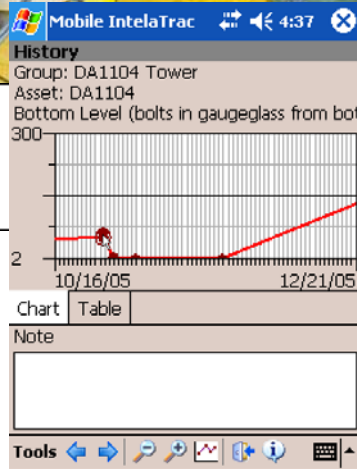 Mobile IntelaTrac 4:37
History
Group: DA1104 Tower
Asset: DA1104
Bottom Level (bolts in gaugeglass from bot
300
2
10/16/05 12/21/05
Chart Table
Note
Tools